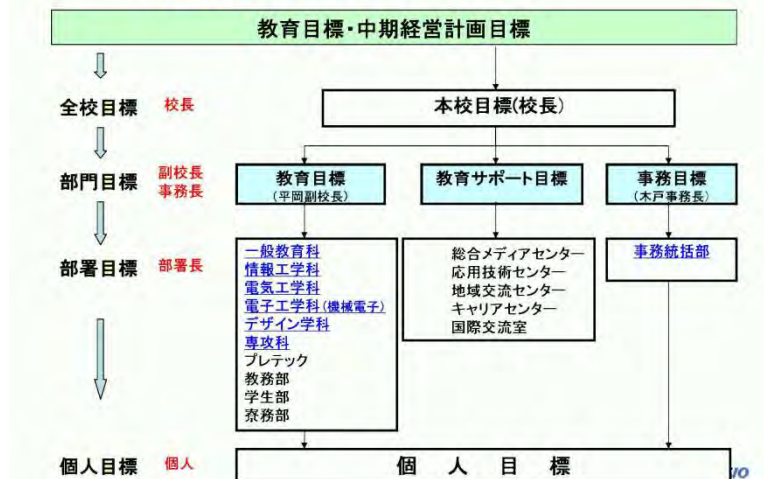 教育目標・中期経営計画目標
全校目標 校長 本校目標(校長)
部門目標 副校長
事務長
教育目標
(平岡副校長)
教育サポート目標
事務目標
(木戸事務長)
部署目標 部署長
一般教育科
情報工学科
電気工学科
電子工学科(機械電子)
デザイン学科
専攻科
プレテック
教務部
学生部
寮務部
総合メディアセンター
応用技術センター
地域交流センター
キャリアセンター
国際交流室
事務統括部
個人目標 個人 個人目標